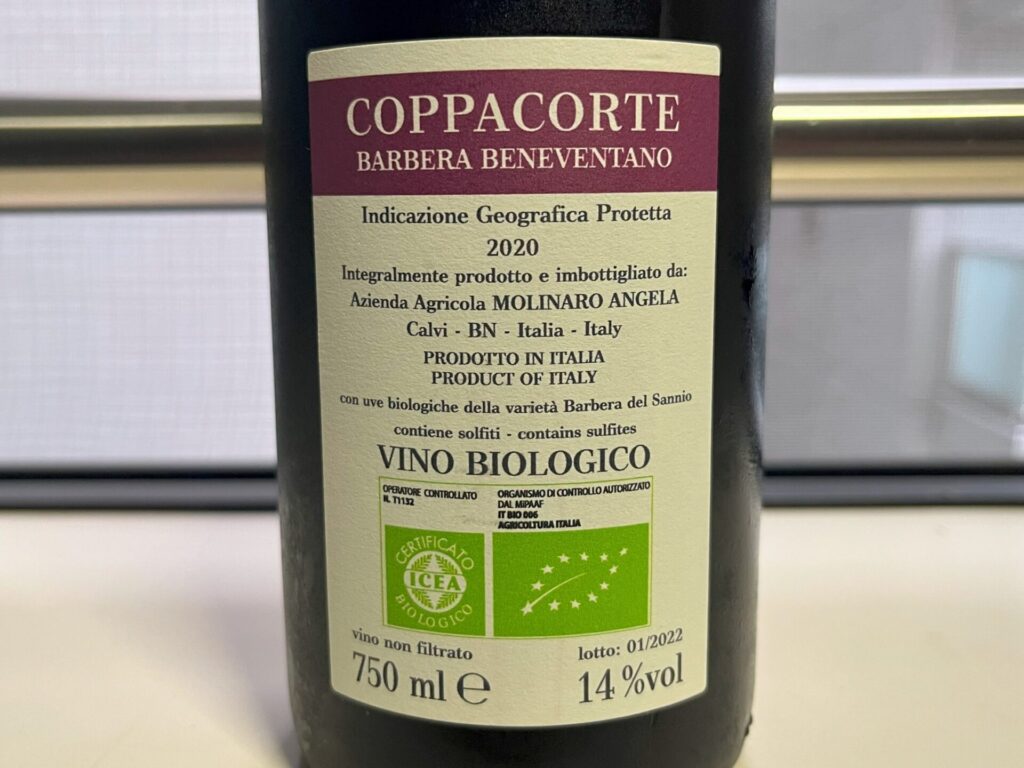 COPPACORTE
BARBERA BENEVENTANO
Indicazione Geografica Protetta
2020
Integralmente prodotto e imbottigliato da:
Azienda Agricola MOLINARO ANGELA
Calvi - BN - Italia - Italy
PRODOTTO IN ITALIA
PRODUCT OF ITALY
con uve biologiche della varietà Barbera del Sannio
contiene solfiti - contains sulfites
VINO BIOLOGICO
OPERATORE CONTROLLATO
N. T1132
ORGANISMO DI CONTROLLO AUTORIZZATO
DAL MiPAAF
IT BIO 006
AGRICOLTURA ITALIA
CERTIFICATO
ICEA
BIOLOGICO
vino non filtrato
lotto: 01/2022
750 ml ℮
14 %vol